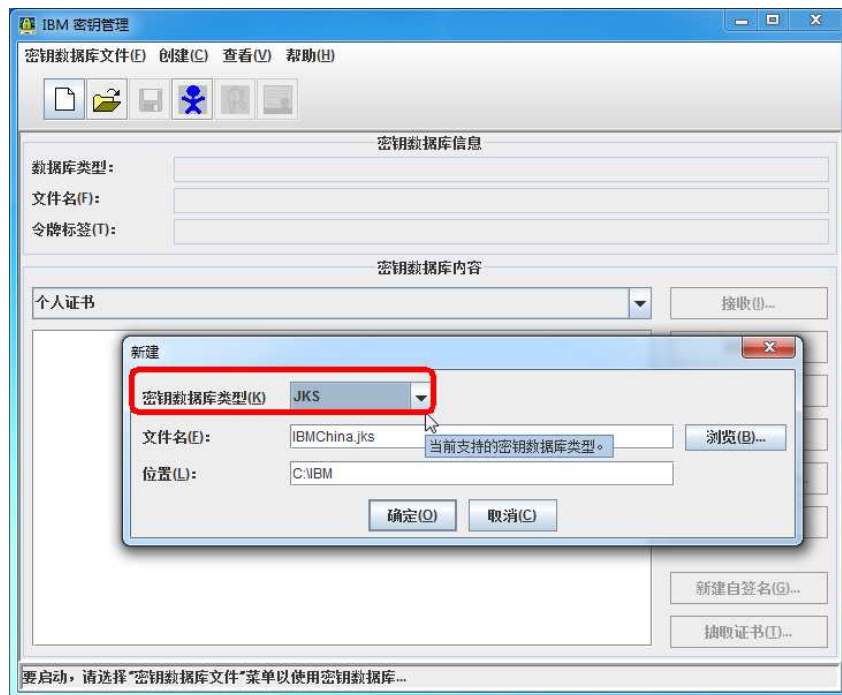 IBM 密钥管理
密钥数据库文件(F) 创建(C) 查看(V) 帮助(H)
密钥数据库信息
数据库类型:
文件名(F):
令牌标签(T):
密钥数据库内容
个人证书
接收(I)...
新建
密钥数据库类型(K) JKS
文件名(F): IBMChina.jks 浏览(B)...
当前支持的密钥数据库类型。
位置(L): C:\IBM
确定(O) 取消(C)
新建自签名(G)...
抽取证书(T)...
要启动，请选择"密钥数据库文件"菜单以使用密钥数据库...